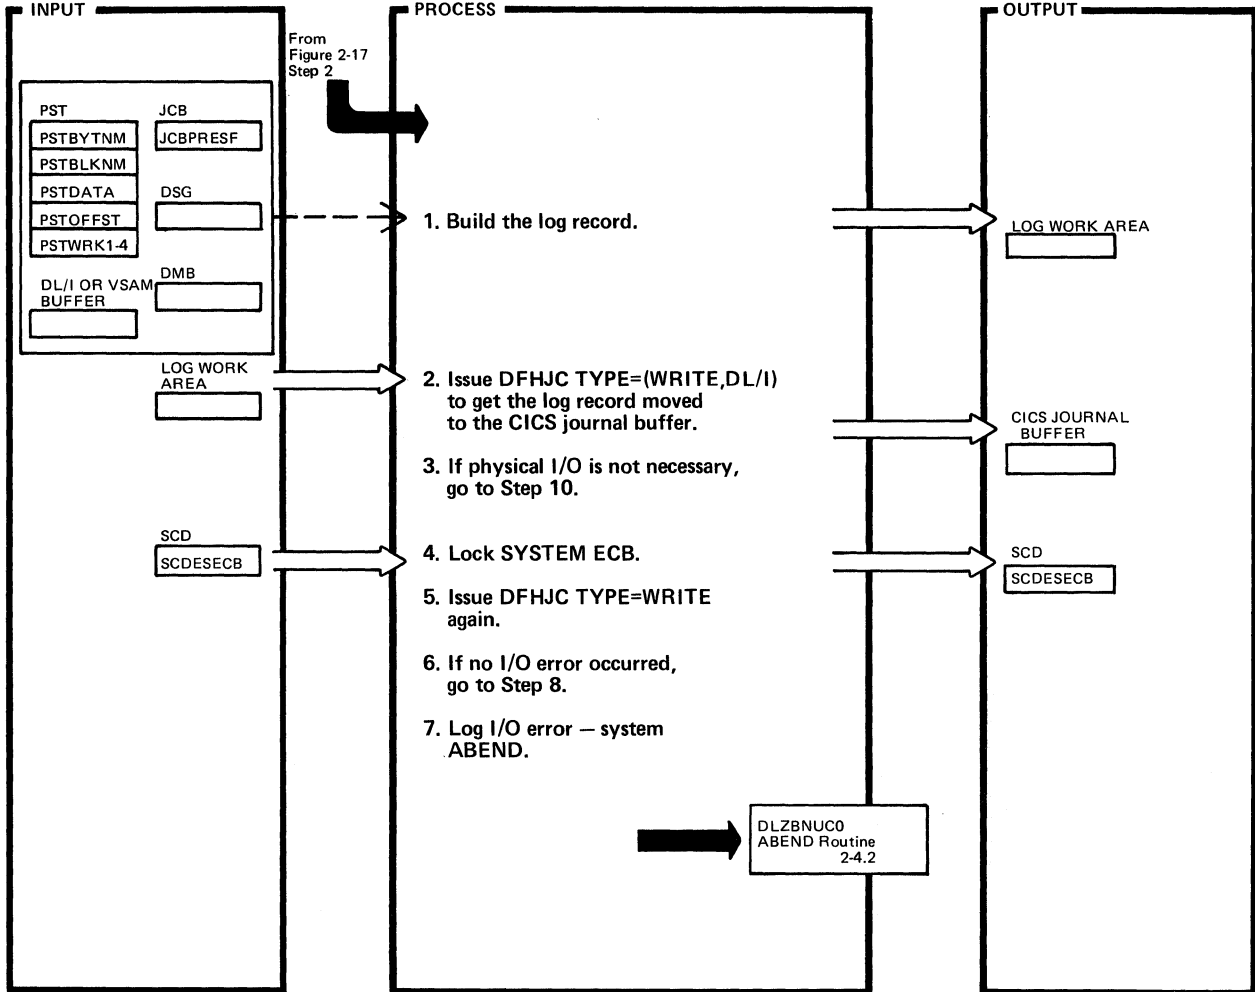 INPUT
PROCESS
OUTPUT
From
Figure 2-17
Step 2
PST
JCB
PSTBYTNM
JCBPRESF
PSTBLKNM
PSTDATA
DSG
PSTOFFST
PSTWRK1-4
DMB
DL/I OR VSAM
BUFFER
1. Build the log record.
LOG WORK AREA
LOG WORK
AREA
2. Issue DFHJC TYPE=(WRITE,DL/I)
to get the log record moved
to the CICS journal buffer.
CICS JOURNAL
BUFFER
3. If physical I/O is not necessary,
go to Step 10.
SCD
SCDESECB
4. Lock SYSTEM ECB.
SCD
SCDESECB
5. Issue DFHJC TYPE=WRITE
again.
6. If no I/O error occurred,
go to Step 8.
7. Log I/O error — system
ABEND.
DLZBNUC0
ABEND Routine
2-4.2